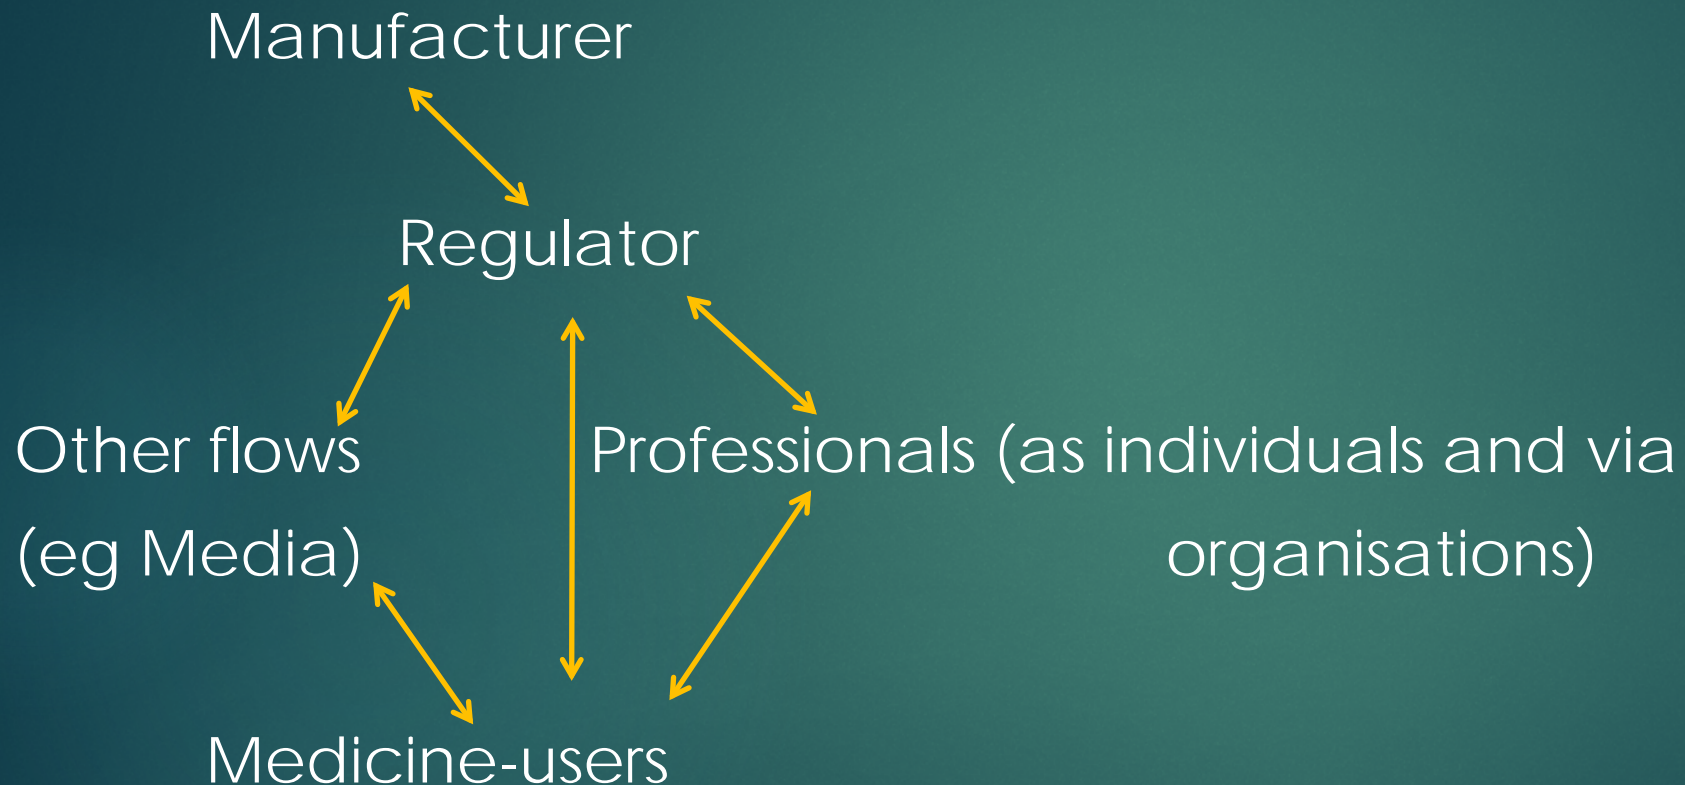 Manufacturer
Regulator
Other flows
Professionals (as individuals and via
(eg Media)
organisations)
Medicine-users